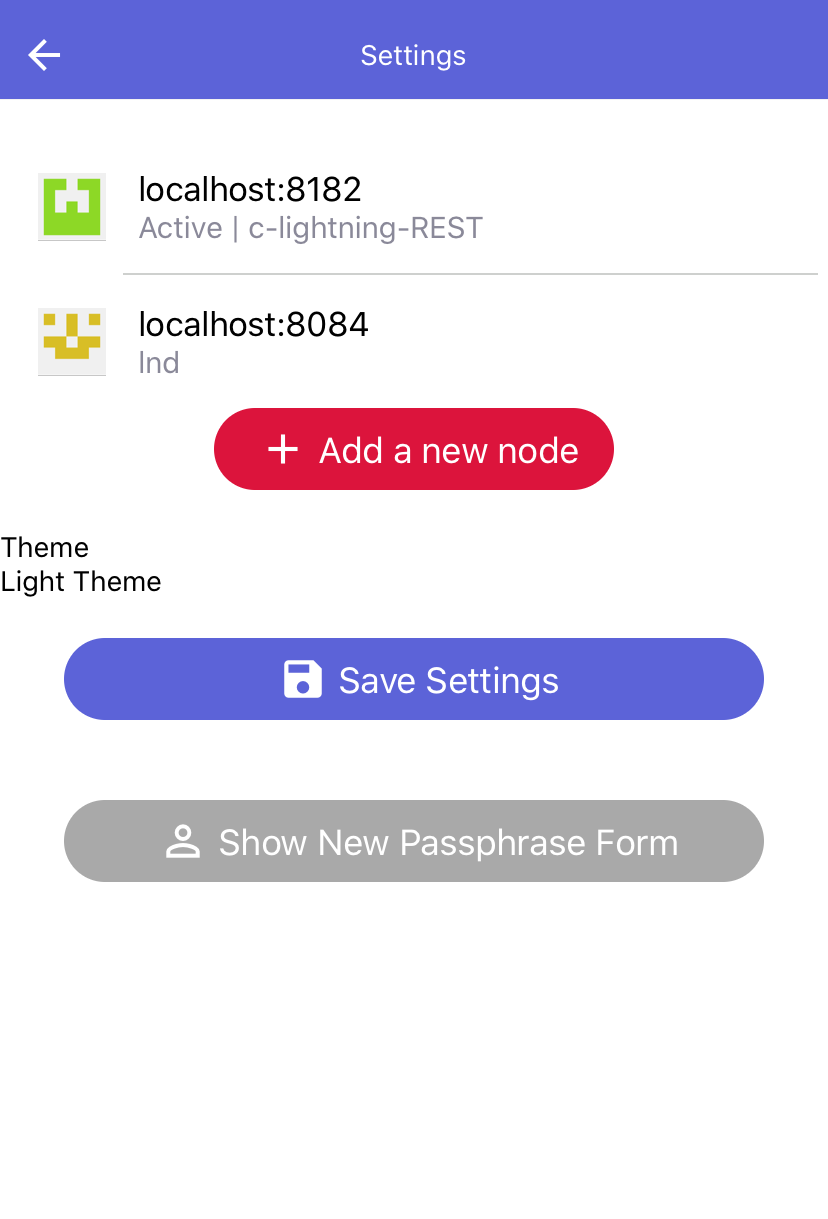 Settings
localhost:8182
Active | c-lightning-REST
localhost:8084
lnd
Add a new node
Theme
Light Theme
Save Settings
Show New Passphrase Form